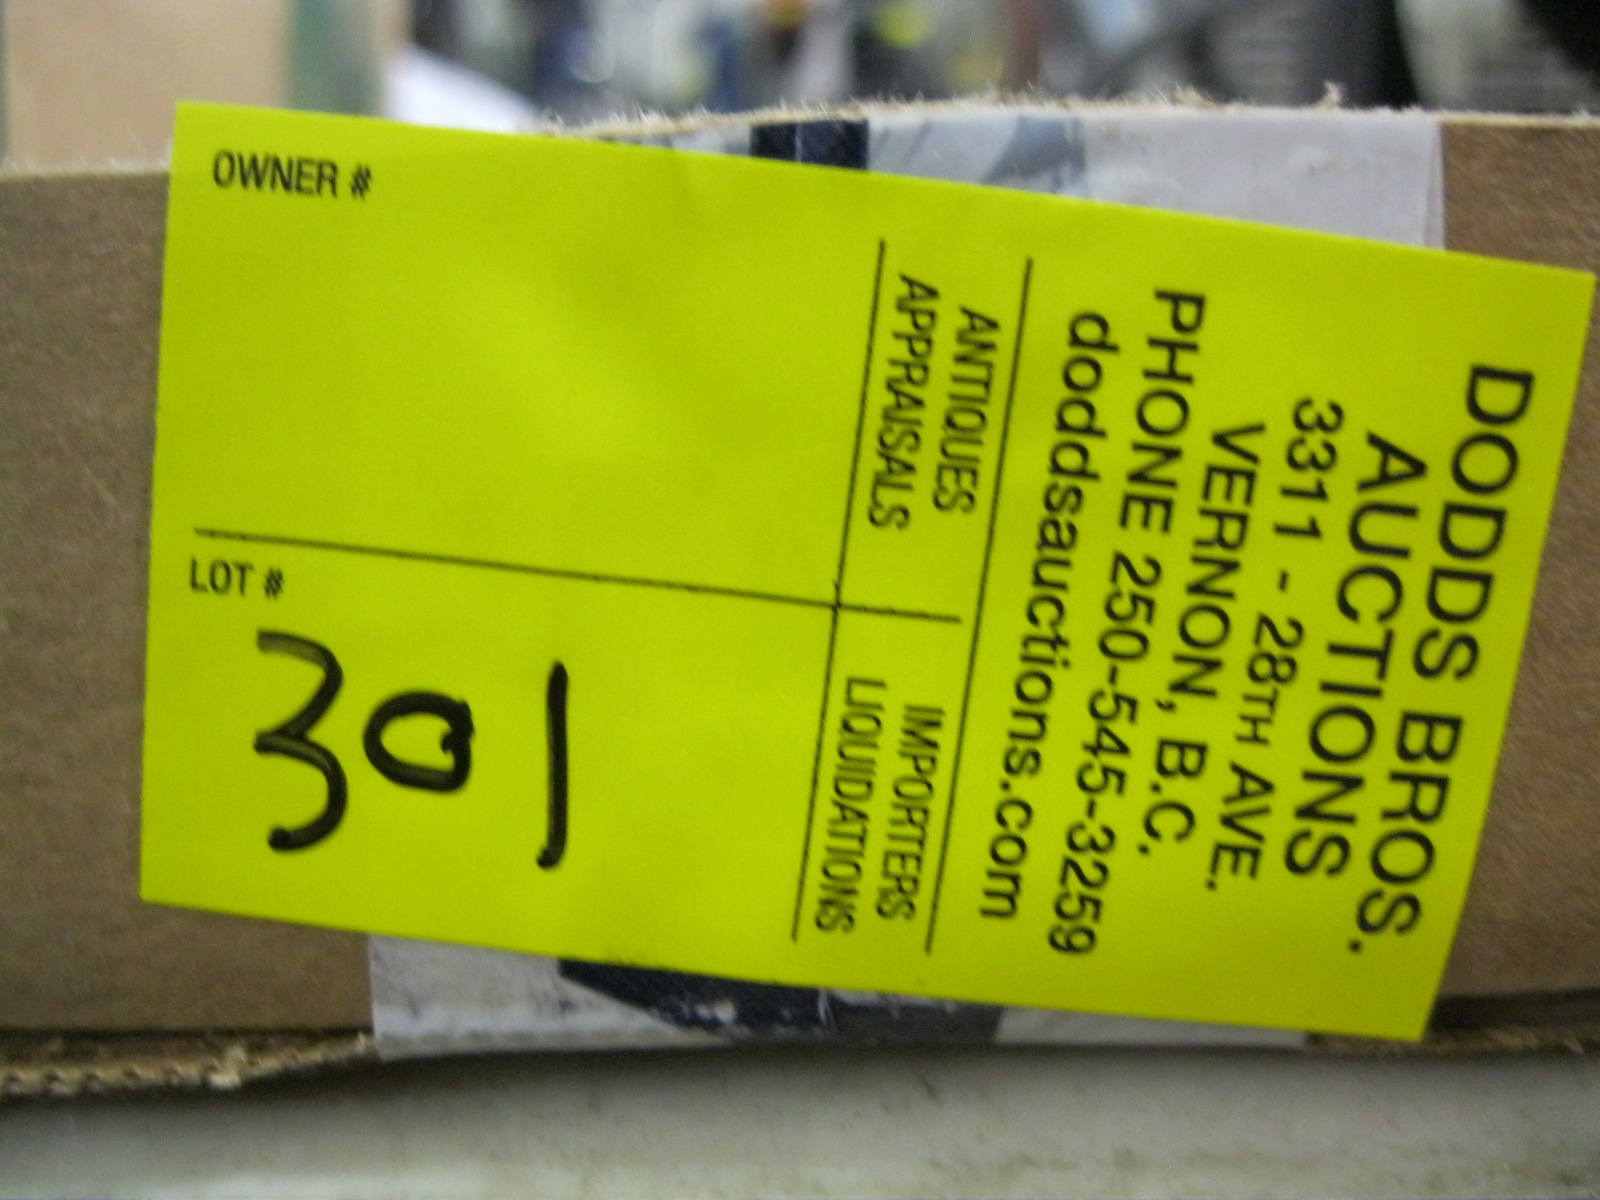 DODDS BROS.
AUCTIONS
3311 - 28TH AVE.
VERNON, B.C.
PHONE 250-545-3259
doddsauctions.com
ANTIQUES
APPRAISALS
IMPORTERS
LIQUIDATIONS
OWNER #
LOT #
301